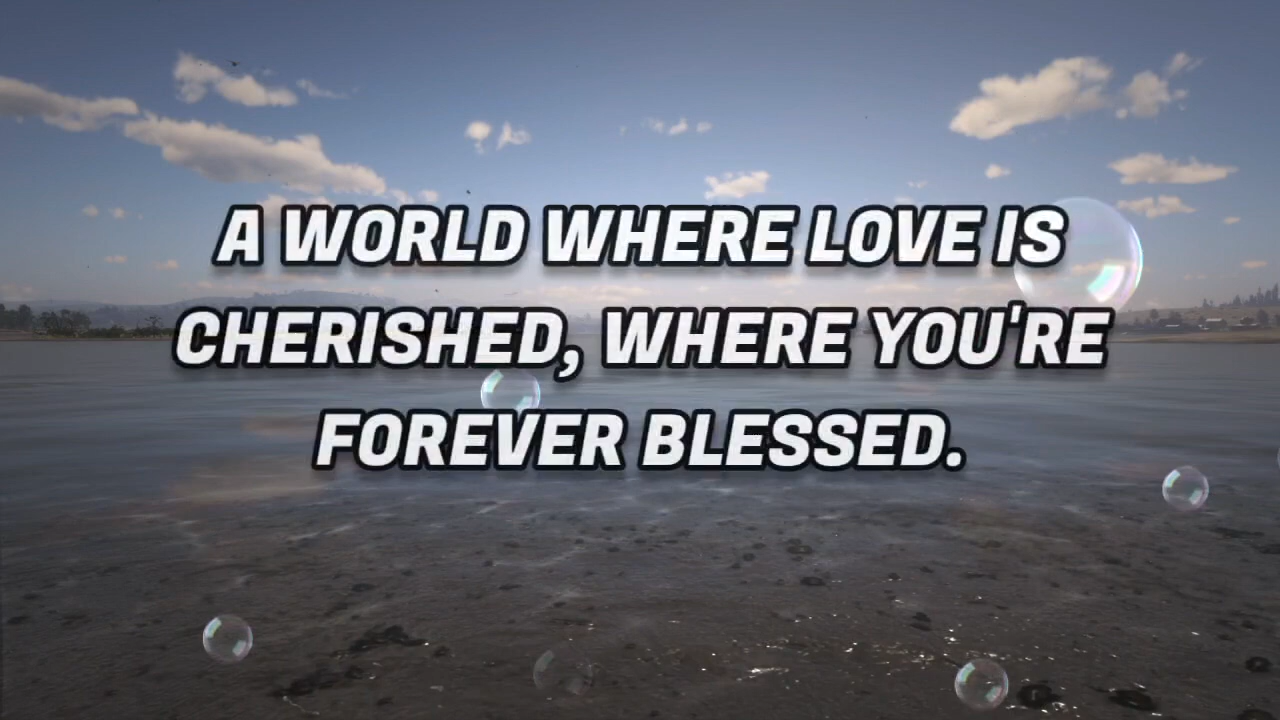 A WORLD WHERE LOVE IS
CHERISHED, WHERE YOU'RE
FOREVER BLESSED.